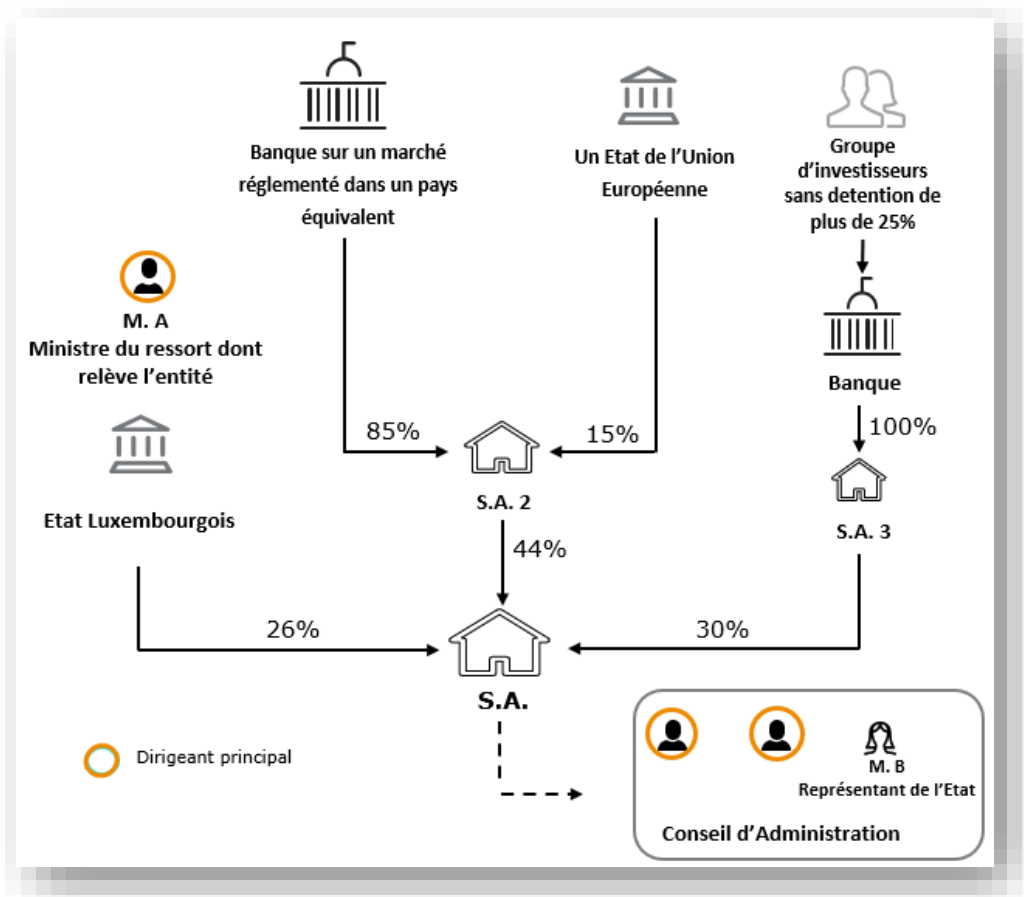 Banque sur un marché
réglementé dans un pays
équivalent
Un Etat de l'Union
Européenne
Groupe
d'investisseurs
sans detention de
plus de 25%
M. A
Ministre du ressort dont
relève l'entité
Banque
85%
15%
100%
S.A. 2
Etat Luxembourgois
S.A. 3
44%
26%
30%
S.A.
Dirigeant principal
M. B
Représentant de l'Etat
Conseil d'Administration